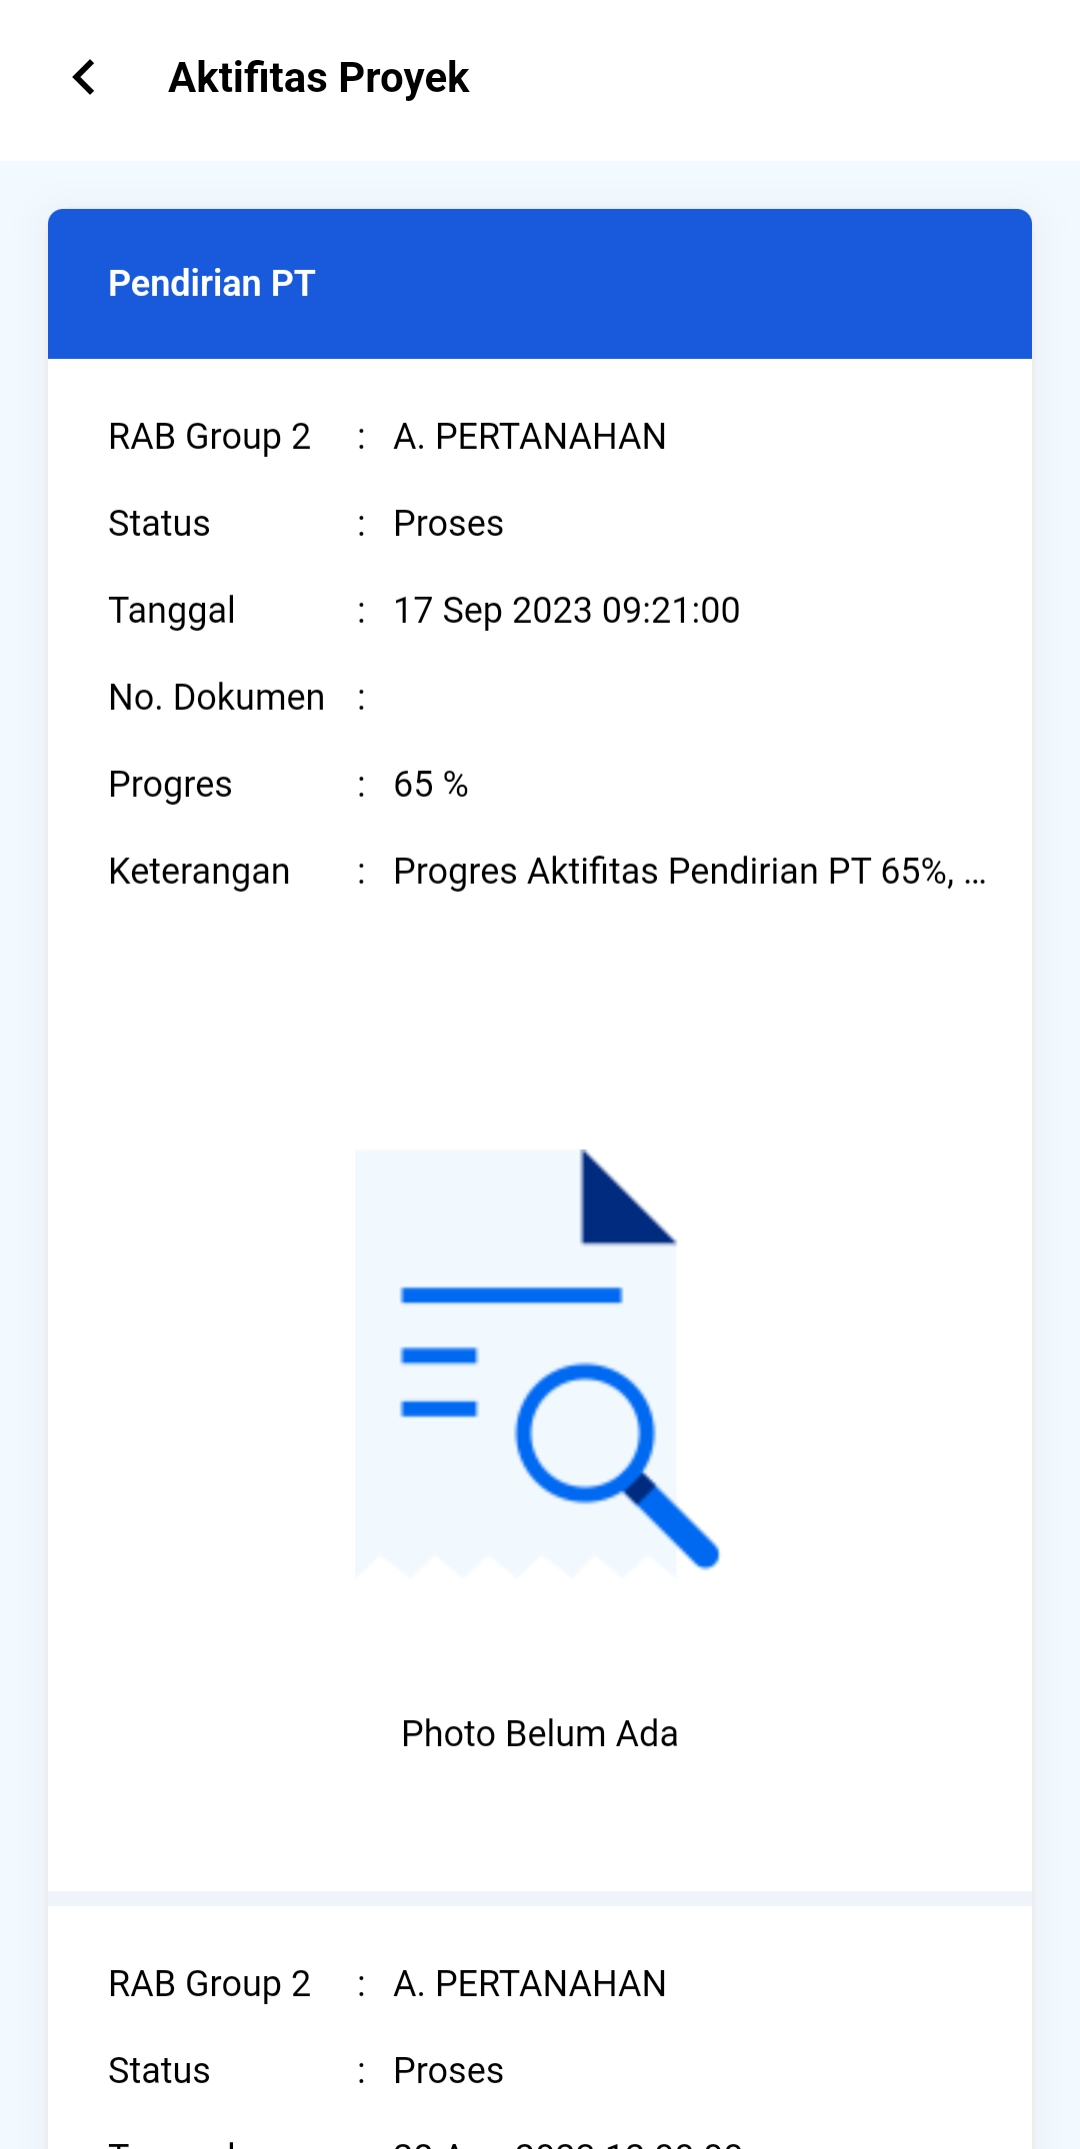 Aktifitas Proyek
Pendirian PT
RAB Group 2 : A. PERTANAHAN
Status : Proses
Tanggal : 17 Sep 2023 09:21:00
No. Dokumen :
Progres : 65 %
Keterangan : Progres Aktifitas Pendirian PT 65%, ...
Photo Belum Ada
RAB Group 2 : A. PERTANAHAN
Status : Proses